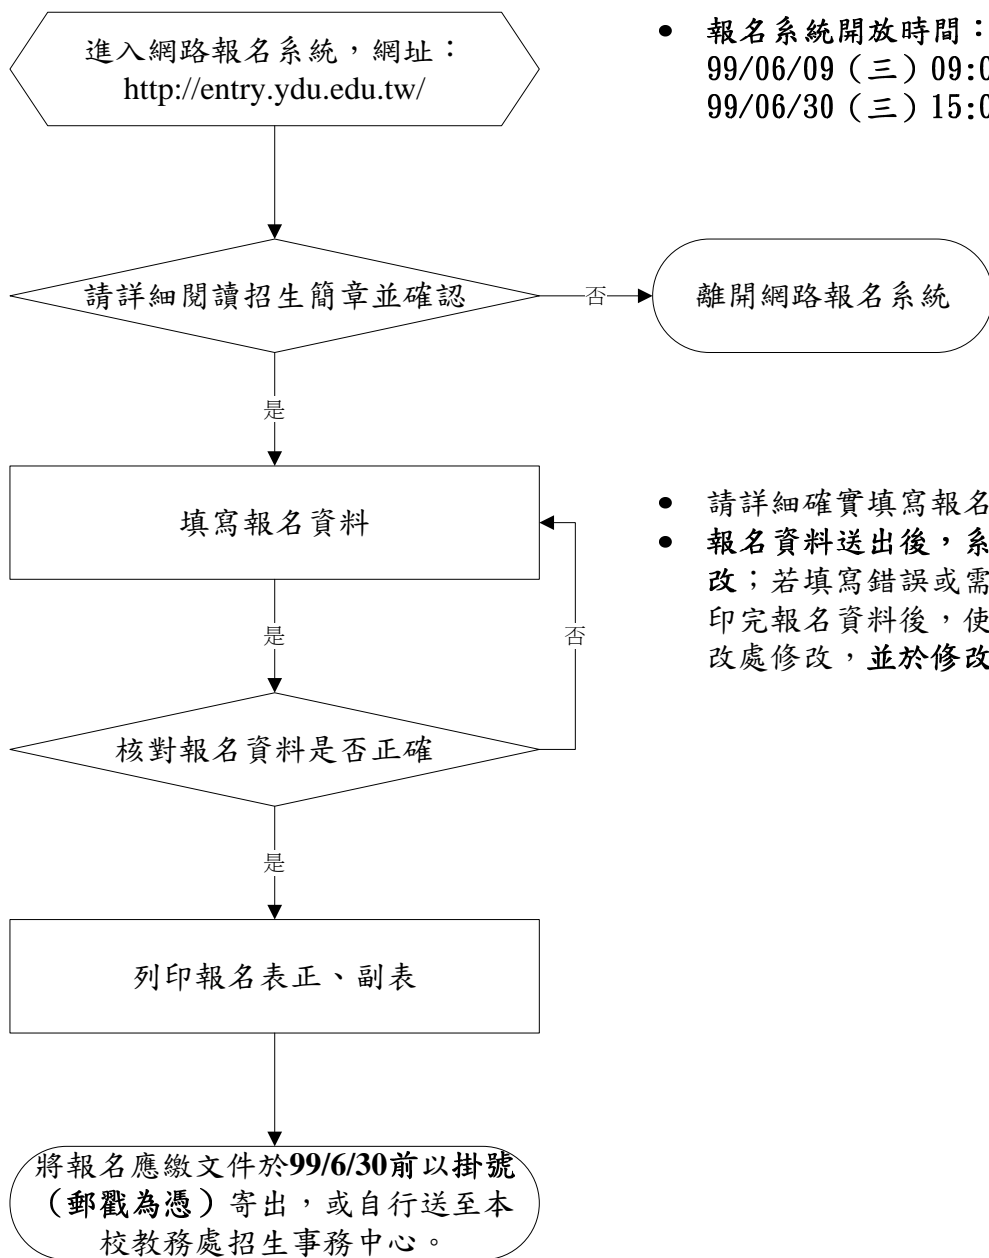 進入網路報名系統，網址：
http://entry.ydu.edu.tw/
● 報名系統開放時間：
99/06/09（三）09:0
99/06/30（三）15:0
請詳細閱讀招生簡章並確認
否
離開網路報名系統
是
填寫報名資料
● 請詳細確實填寫報名
● 報名資料送出後，系
改；若填寫錯誤或需
印完報名資料後，使
改處修改，並於修改
是
否
核對報名資料是否正確
是
列印報名表正、副表
將報名應繳文件於99/6/30前以掛號
（郵戳為憑）寄出，或自行送至本
校教務處招生事務中心。